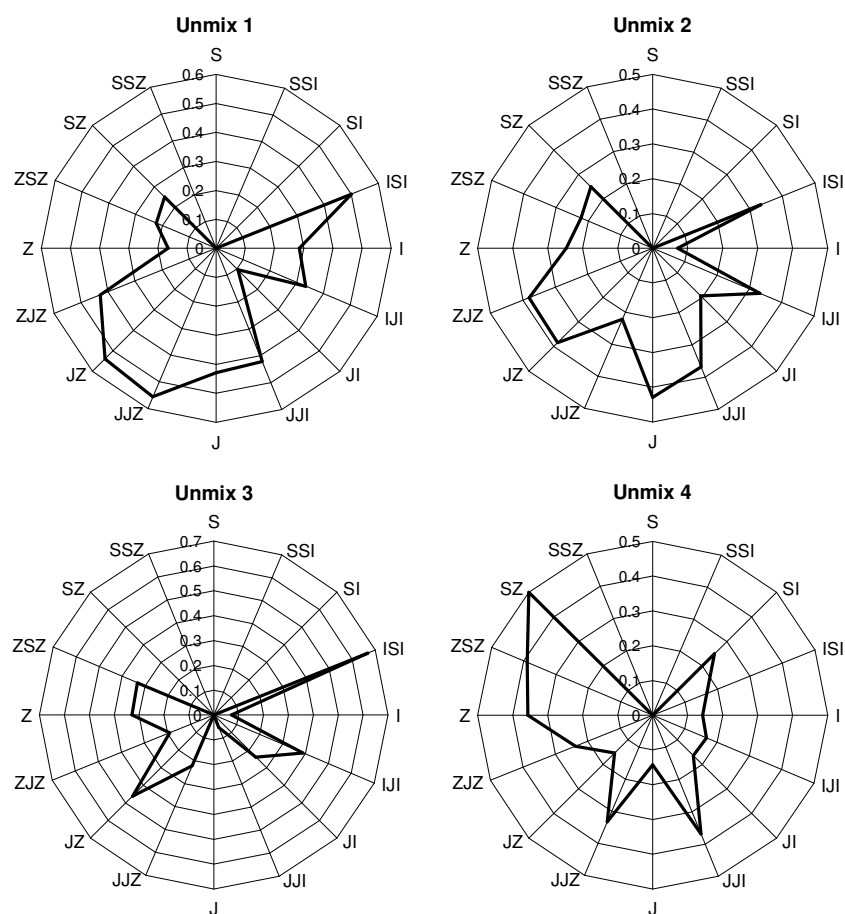 Unmix 1
S
SSI
SI
ISI
I
IJI
JI
JJI
J
JJZ
JZ
ZJZ
Z
ZSZ
SZ
SSZ
0.6
0.5
0.4
0.3
0.2
0.1
0
Unmix 2
S
SSI
SI
ISI
I
IJI
JI
JJI
J
JJZ
JZ
ZJZ
Z
ZSZ
SZ
SSZ
0.5
0.4
0.3
0.2
0.1
0
Unmix 3
S
SSI
SI
ISI
I
IJI
JI
JJI
J
JJZ
JZ
ZJZ
Z
ZSZ
SZ
SSZ
0.7
0.6
0.5
0.4
0.3
0.2
0.1
0
Unmix 4
S
SSI
SI
ISI
I
IJI
JI
JJI
J
JJZ
JZ
ZJZ
Z
ZSZ
SZ
SSZ
0.5
0.4
0.3
0.2
0.1
0